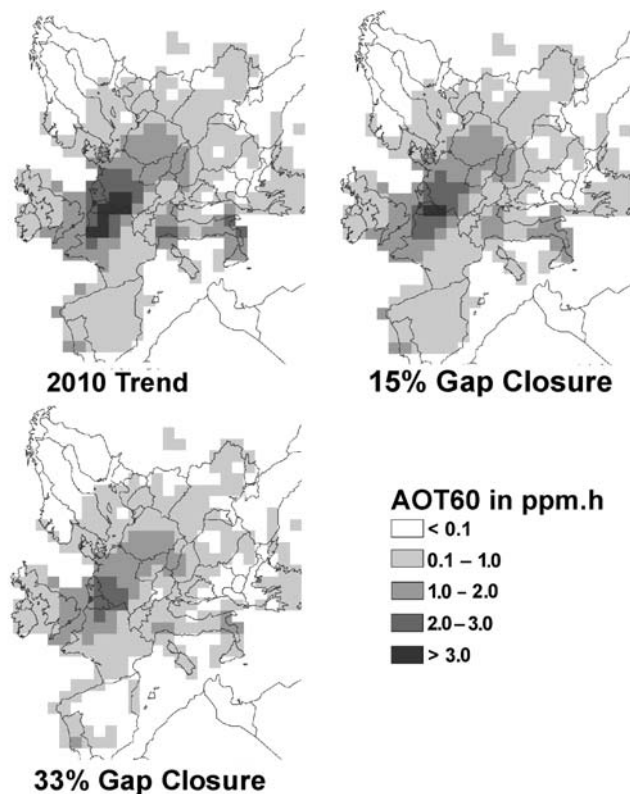 2010 Trend
15% Gap Closure
33% Gap Closure
AOT60 in ppm.h
< 0.1
0.1 – 1.0
1.0 – 2.0
2.0 – 3.0
> 3.0